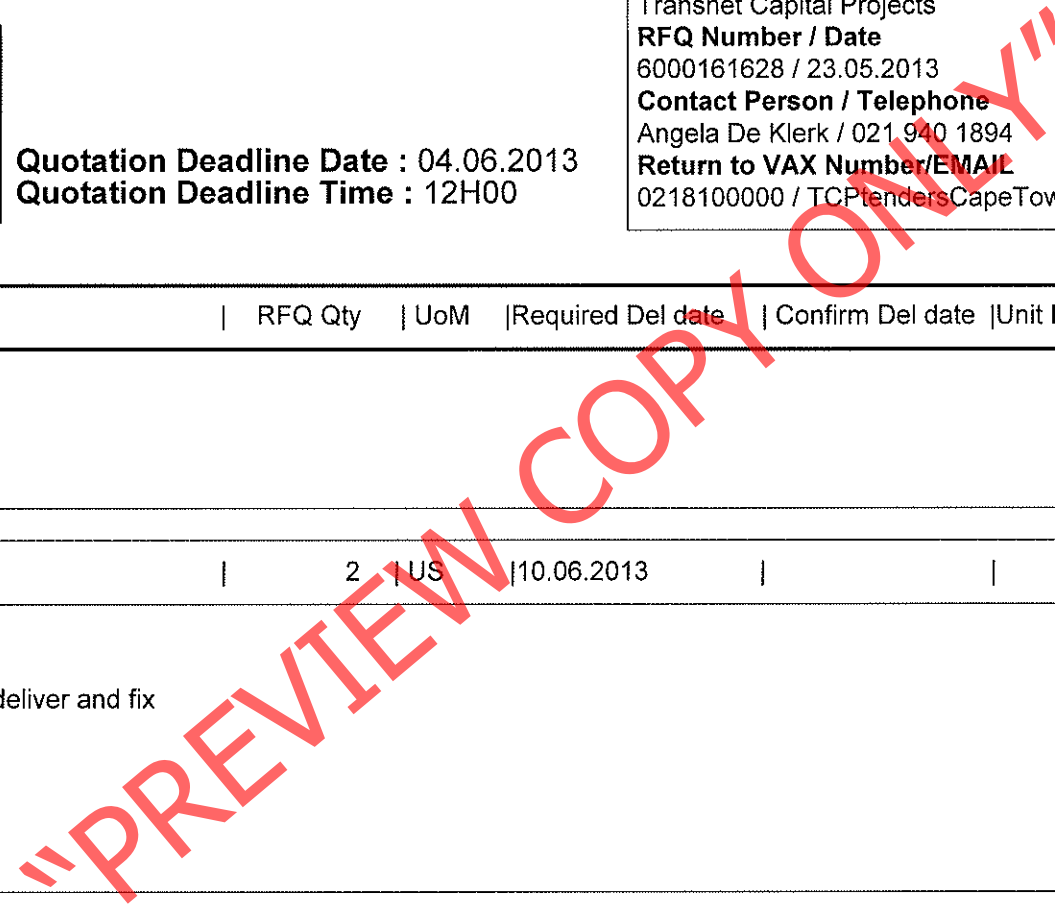 Transnet Capital Projects
RFQ Number / Date
6000161628 / 23.05.2013
Contact Person / Telephone
Angela De Klerk / 021 940 1894
Return to VAX Number/EMAIL
0218100000 / TCPtendersCapeTow
Quotation Deadline Date : 04.06.2013
Quotation Deadline Time : 12H00
| RFQ Qty | UoM |Required Del date | Confirm Del date |Unit
| 2 | US |10.06.2013 | |
deliver and fix
"PREVIEW COPY ONLY"